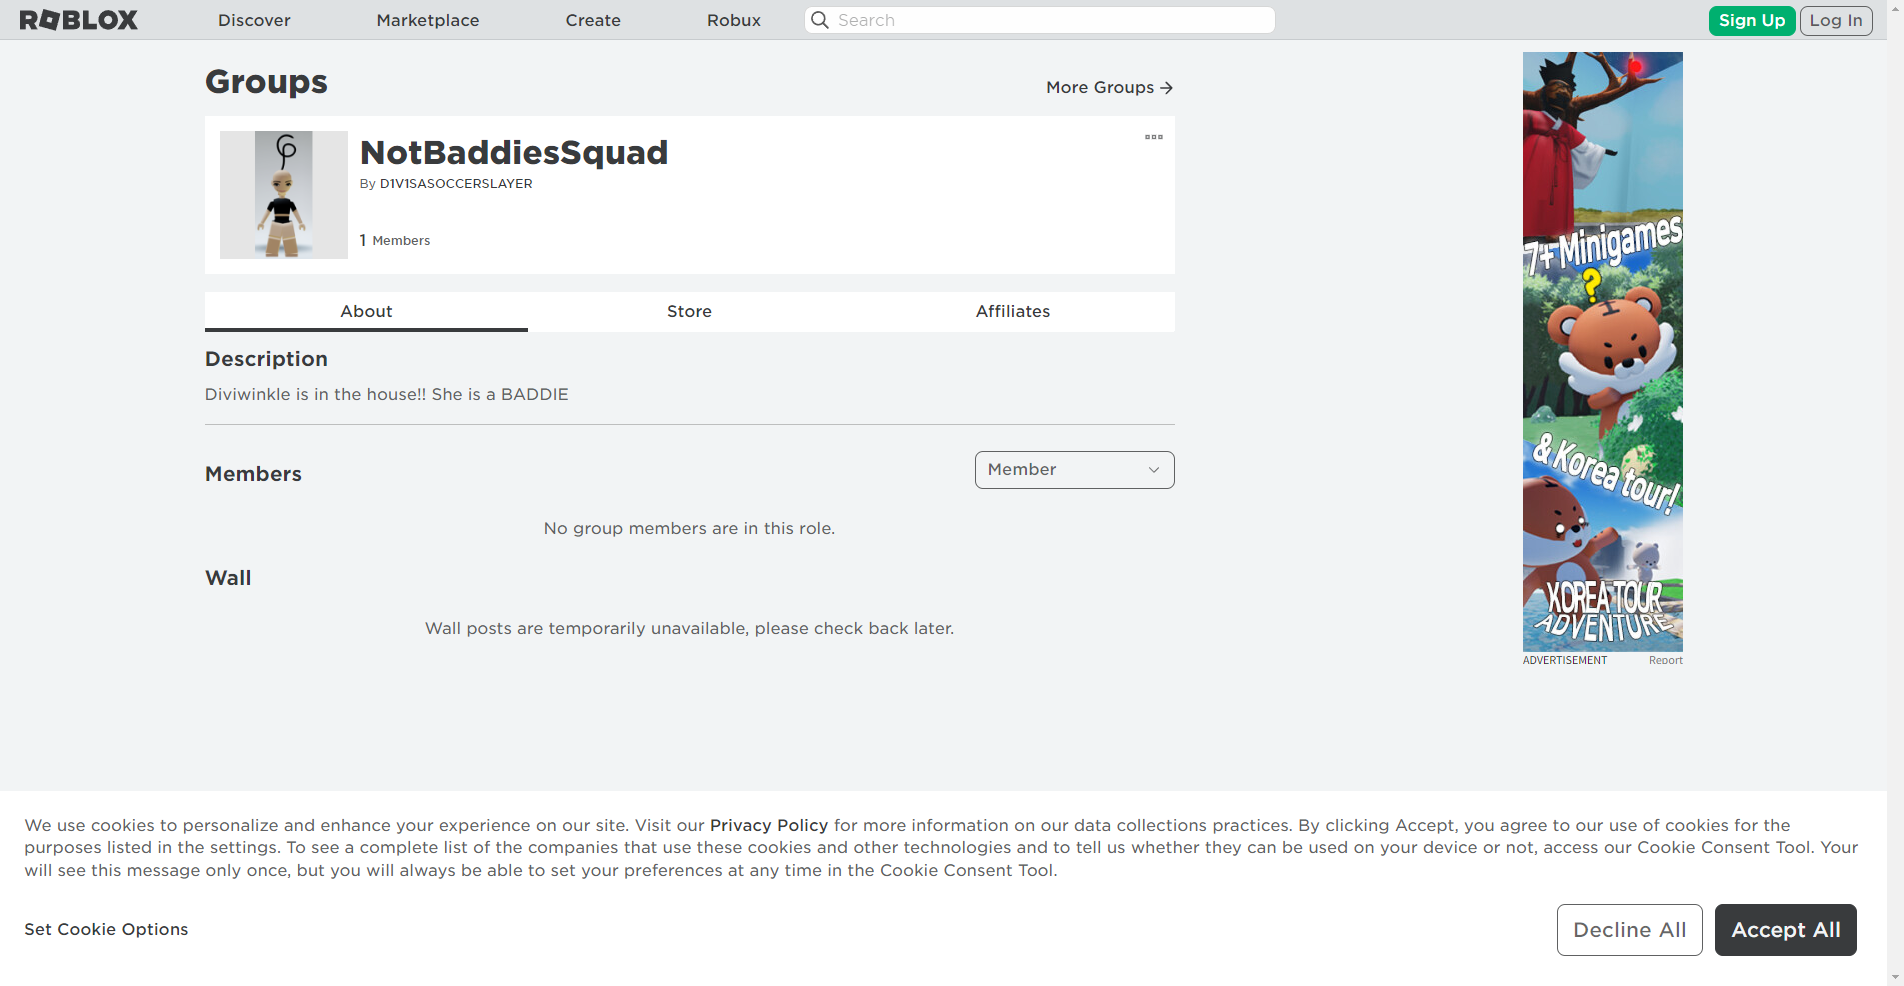 ROBLOX Discover Marketplace Create Robux Search Sign Up Log In
Groups
More Groups
NotBaddiesSquad
By D1V1SASOCCERSLAYER
1 Members
About Store Affiliates
Description
Diviwinkle is in the house!! She is a BADDIE
Members
Member
No group members are in this role.
Wall
Wall posts are temporarily unavailable, please check back later.
7+ Minigames
?
& Korea tour!
KOREA TOUR
ADVENTURE
ADVERTISEMENT Report
We use cookies to personalize and enhance your experience on our site. Visit our Privacy Policy for more information on our data collections practices. By clicking Accept, you agree to our use of cookies for the
purposes listed in the settings. To see a complete list of the companies that use these cookies and other technologies and to tell us whether they can be used on your device or not, access our Cookie Consent Tool. Your
will see this message only once, but you will always be able to set your preferences at any time in the Cookie Consent Tool.
Set Cookie Options
Decline All
Accept All